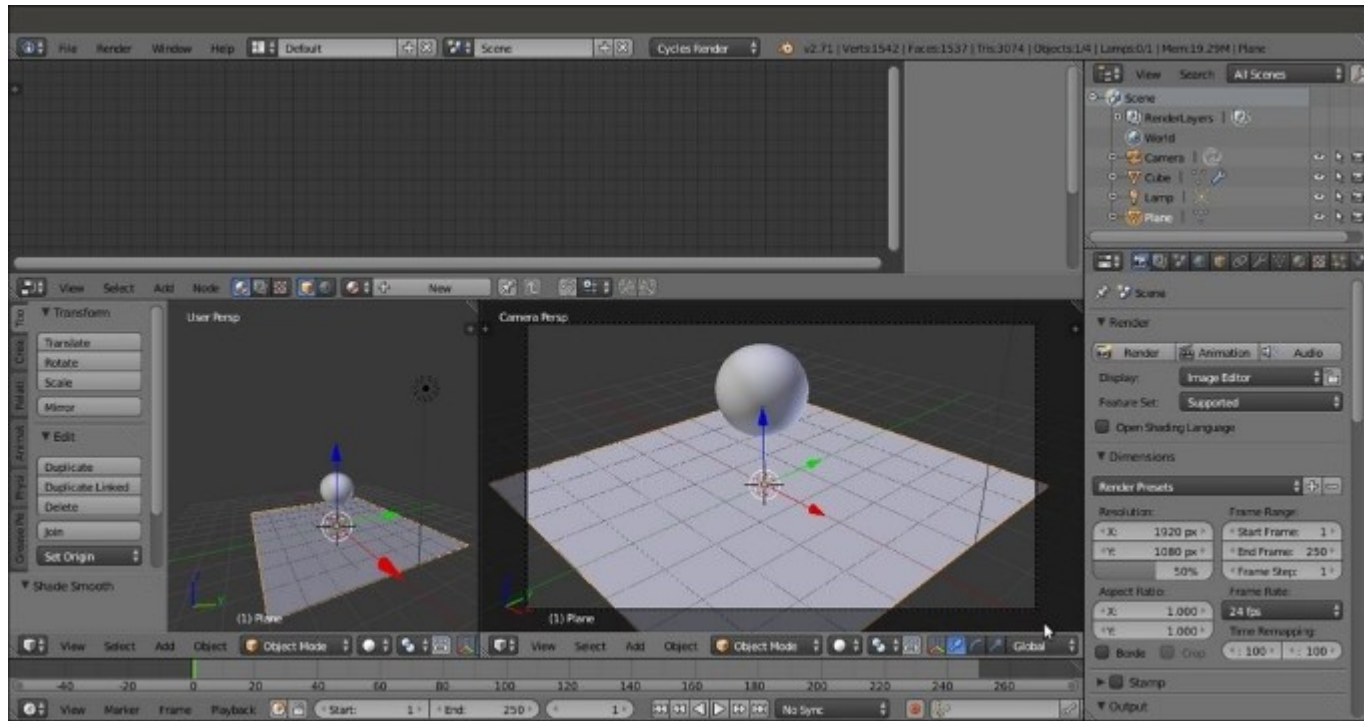 File Render Window Help Default Scene Cycles Render v2.71 | Verts:1542 | Faces:1537 | Tris:3074 | Objects:1/4 | Lamps:0/1 | Mem:19.29M | Plane
View Search All Scenes
Scene
RenderLayers |
World
Camera |
Cube |
Lamp |
Plane |
View Select Add Node New
Scene
Transform
Translate
Rotate
Scale
Mirror
Edit
Duplicate
Duplicate Linked
Delete
Join
Set Origin
Shade Smooth
User Persp
(1) Plane
Camera Persp
(1) Plane
Render
Render Animation Audio
Display: Image Editor
Feature Set: Supported
Open Shading Language
Dimensions
Render Presets
Resolution: Frame Range:
X: 1920 px Start Frame: 1
Y: 1080 px End Frame: 250
50% Frame Step: 1
Aspect Ratio: Frame Rate:
X: 1.000 24 fps
Y: 1.000 Time Remapping:
Borde Crop : 100 : 100
Stamp
Output
View Select Add Object Object Mode
View Select Add Object Object Mode Global
-40 -20 0 20 40 60 80 100 120 140 160 180 200 220 240 260
View Marker Frame Playback Start: 1 End: 250 1 No Sync